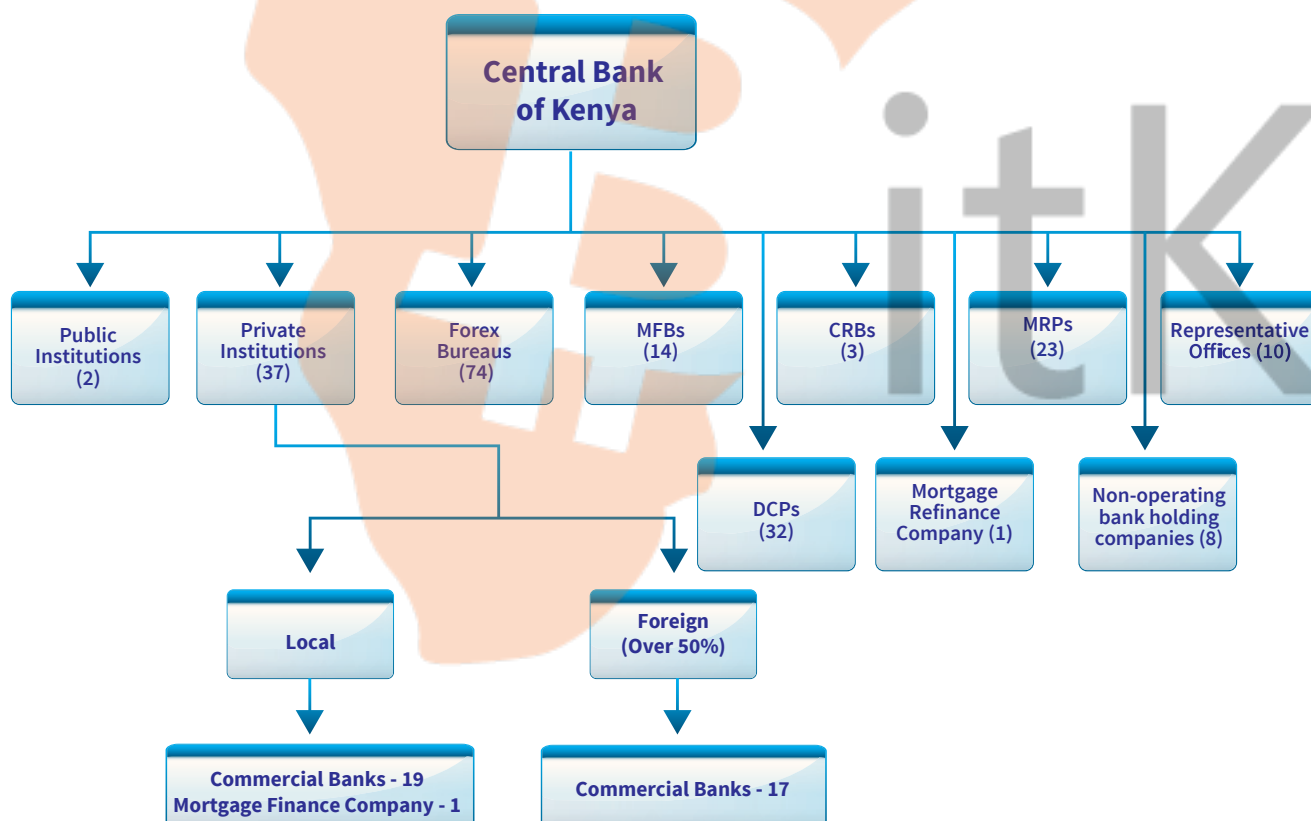 Central Bank
of Kenya
Public
Institutions
(2)
Private
Institutions
(37)
Forex
Bureaus
(74)
MFBs
(14)
CRBs
(3)
MRPs
(23)
Representative
Offices (10)
DCPs
(32)
Mortgage
Refinance
Company (1)
Non-operating
bank holding
companies (8)
Local
Foreign
(Over 50%)
Commercial Banks - 19
Mortgage Finance Company - 1
Commercial Banks - 17
itK